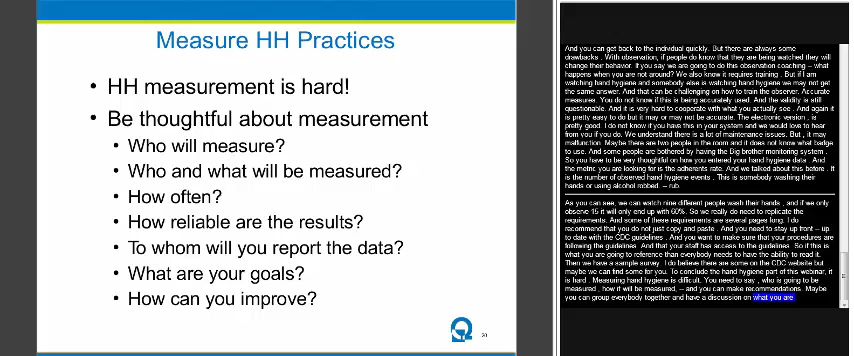 Measure HH Practices
• HH measurement is hard!
• Be thoughtful about measurement
• Who will measure?
• Who and what will be measured?
• How often?
• How reliable are the results?
• To whom will you report the data?
• What are your goals?
• How can you improve?
20
And you can get back to the individual quickly. But there are always some
drawbacks . With observation, if people do know that they are being watched they will
change their behavior. If you say we are going to do this observation coaching – what
happens when you are not around? We also know it requires training . But if I am
watching hand hygiene and somebody else is watching hand hygiene we may not get
the same answer. And that can be challenging on how to train the observer. Accurate
measures. You do not know if this is being accurately used. And the validity is still
questionable. And it is very hard to cooperate with what you actually see . And again it
is pretty easy to do but it may or may not be accurate. The electronic version , is
pretty good. I do not know if you have this in your system and we would love to hear
from you if you do. We understand there is a lot of maintenance issues. But , it may
malfunction. Maybe there are two people in the room and it does not know what badge
to use. And some people are bothered by having the Big brother monitoring system .
So you have to be very thoughtful on how you entered your hand hygiene data . And
the metric you are looking for is the adherents rate. And we talked about this before . It
is the number of observed hand hygiene events . This is somebody washing their
hands or using alcohol robbed. -- rub.
As you can see, we can watch nine different people wash their hands , and if we only
observe 15 it will only end up with 60%. So we really do need to replicate the
requirements. And some of these requirements are several pages long. I do
recommend that you do not just copy and paste . And you need to stay up front -- up
to date with the CDC guidelines . And you want to make sure that your procedures are
following the guidelines. And that your staff has access to the guidelines. So if this is
what you are going to reference than everybody needs to have the ability to read it.
Then we have a sample survey. I do believe there are some on the CDC website but
maybe we can find some for you. To conclude the hand hygiene part of this webinar, it
is hard . Measuring hand hygiene is difficult. You need to say , who is going to be
measured , how it will be measured, -- and you can make recommendations. Maybe
you can group everybody together and have a discussion on what you are